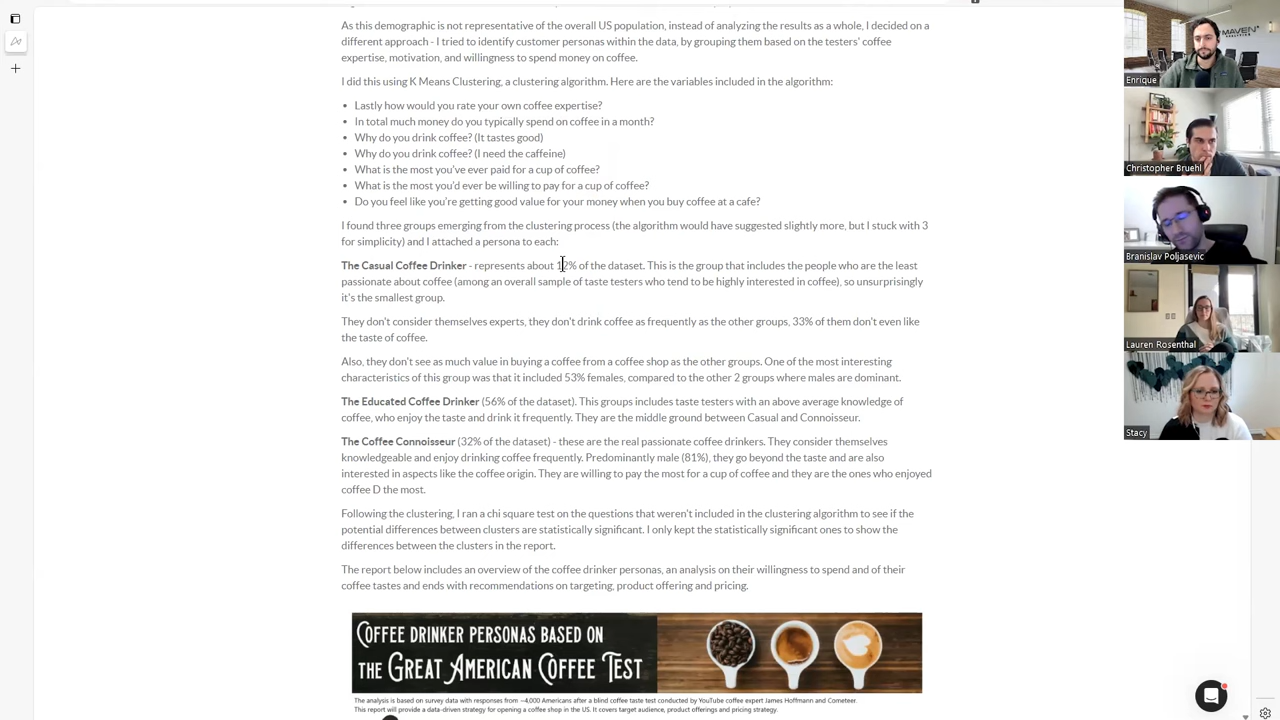 As this demographic is not representative of the overall US population, instead of analyzing the results as a whole, I decided on a
different approach - I tried to identify customer personas within the data, by grouping them based on the testers' coffee
expertise, motivation, and willingness to spend money on coffee.
I did this using K Means Clustering, a clustering algorithm. Here are the variables included in the algorithm:
• Lastly how would you rate your own coffee expertise?
• In total much money do you typically spend on coffee in a month?
• Why do you drink coffee? (It tastes good)
• Why do you drink coffee? (I need the caffeine)
• What is the most you've ever paid for a cup of coffee?
• What is the most you'd ever be willing to pay for a cup of coffee?
• Do you feel like you're getting good value for your money when you buy coffee at a cafe?
I found three groups emerging from the clustering process (the algorithm would have suggested slightly more, but I stuck with 3
for simplicity) and I attached a persona to each:
The Casual Coffee Drinker - represents about 12% of the dataset. This is the group that includes the people who are the least
passionate about coffee (among an overall sample of taste testers who tend to be highly interested in coffee), so unsurprisingly
it's the smallest group.
They don't consider themselves experts, they don't drink coffee as frequently as the other groups, 33% of them don't even like
the taste of coffee.
Also, they don't see as much value in buying a coffee from a coffee shop as the other groups. One of the most interesting
characteristics of this group was that it included 53% females, compared to the other 2 groups where males are dominant.
The Educated Coffee Drinker (56% of the dataset). This groups includes taste testers with an above average knowledge of
coffee, who enjoy the taste and drink it frequently. They are the middle ground between Casual and Connoisseur.
The Coffee Connoisseur (32% of the dataset) - these are the real passionate coffee drinkers. They consider themselves
knowledgeable and enjoy drinking coffee frequently. Predominantly male (81%), they go beyond the taste and are also
interested in aspects like the coffee origin. They are willing to pay the most for a cup of coffee and they are the ones who enjoyed
coffee D the most.
Following the clustering, I ran a chi square test on the questions that weren't included in the clustering algorithm to see if the
potential differences between clusters are statistically significant. I only kept the statistically significant ones to show the
differences between the clusters in the report.
The report below includes an overview of the coffee drinker personas, an analysis on their willingness to spend and of their
coffee tastes and ends with recommendations on targeting, product offering and pricing.
COFFEE DRINKER PERSONAS BASED ON
THE GREAT AMERICAN COFFEE TEST
The analysis is based on survey data with responses from ~4,000 Americans after a blind coffee taste test conducted by YouTube coffee expert James Hoffmann and Cometeer.
This report will provide a data-driven strategy for opening a coffee shop in the US. It covers target audience, product offerings and pricing strategy.
MAVEN
Enrique
Christopher Bruehl
Branislav Poljasevic
Lauren Rosenthal
Stacy